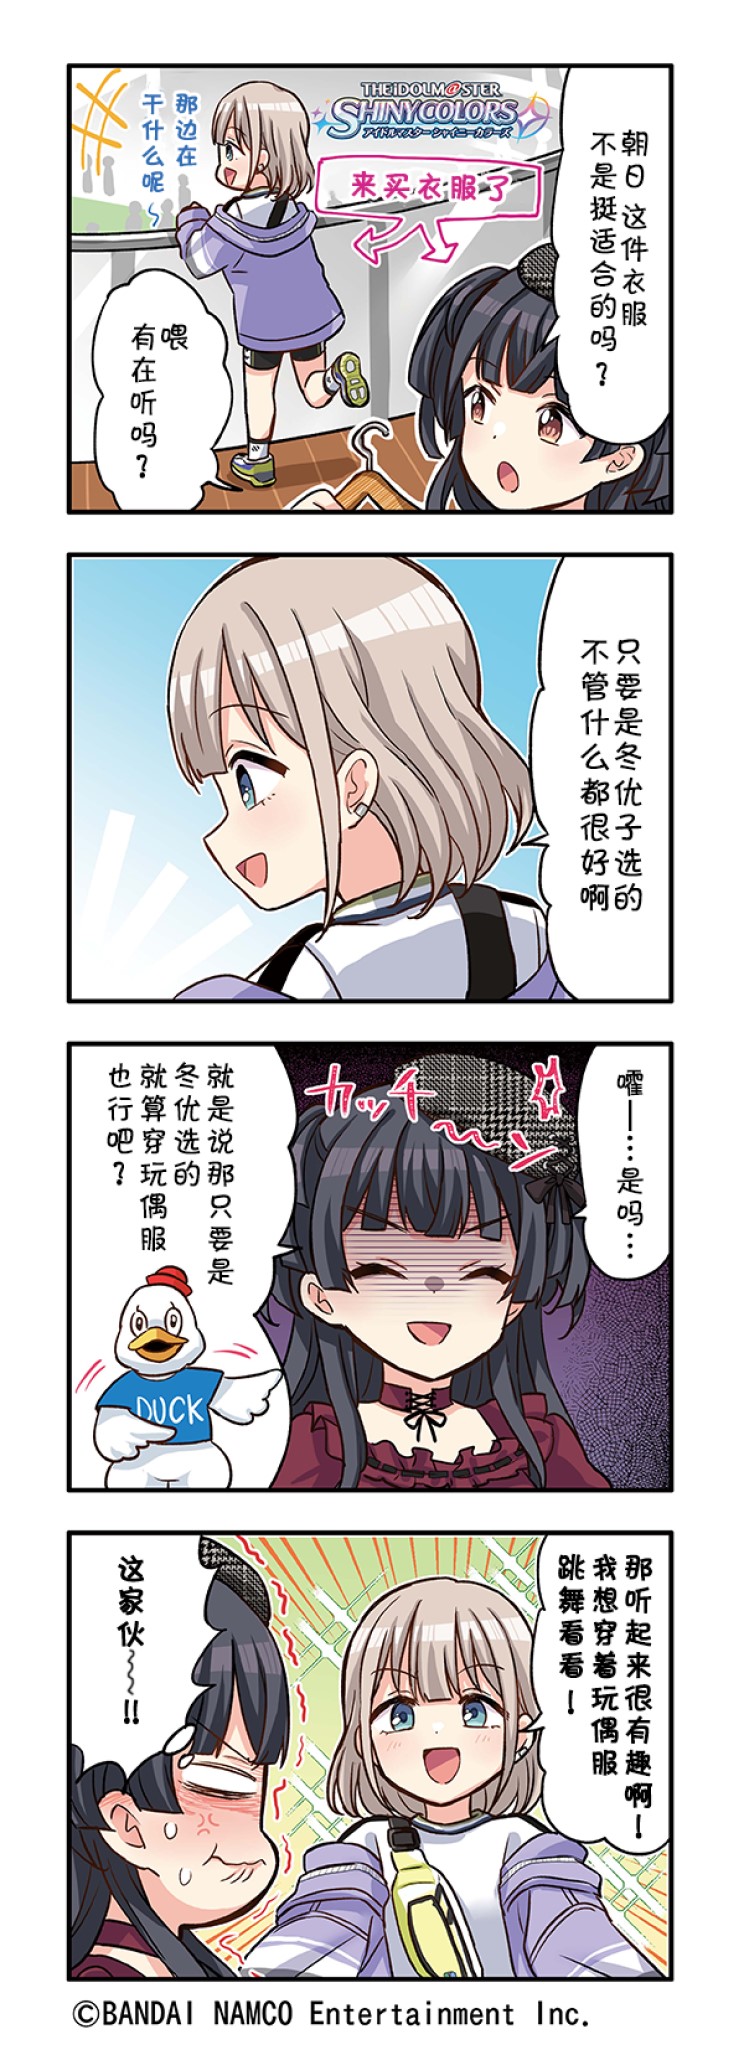 THE iDOLM@STER
SHINY COLORS
アイドルマスター シャイニーカラーズ
来买衣服了
朝日 这件衣服
不是挺适合的吗?
那边在
干什么呢~
喂
有在听吗?
只要是冬优子选的
不管什么都很好啊
嚯—…是吗…
カッチ~ン
就是说那只要是
冬优选的
就算穿玩偶服
也行吧?
DUCK
那听起来很有趣啊!
我想穿着玩偶服
跳舞看看!
这家伙~~!!
©BANDAI NAMCO Entertainment Inc.